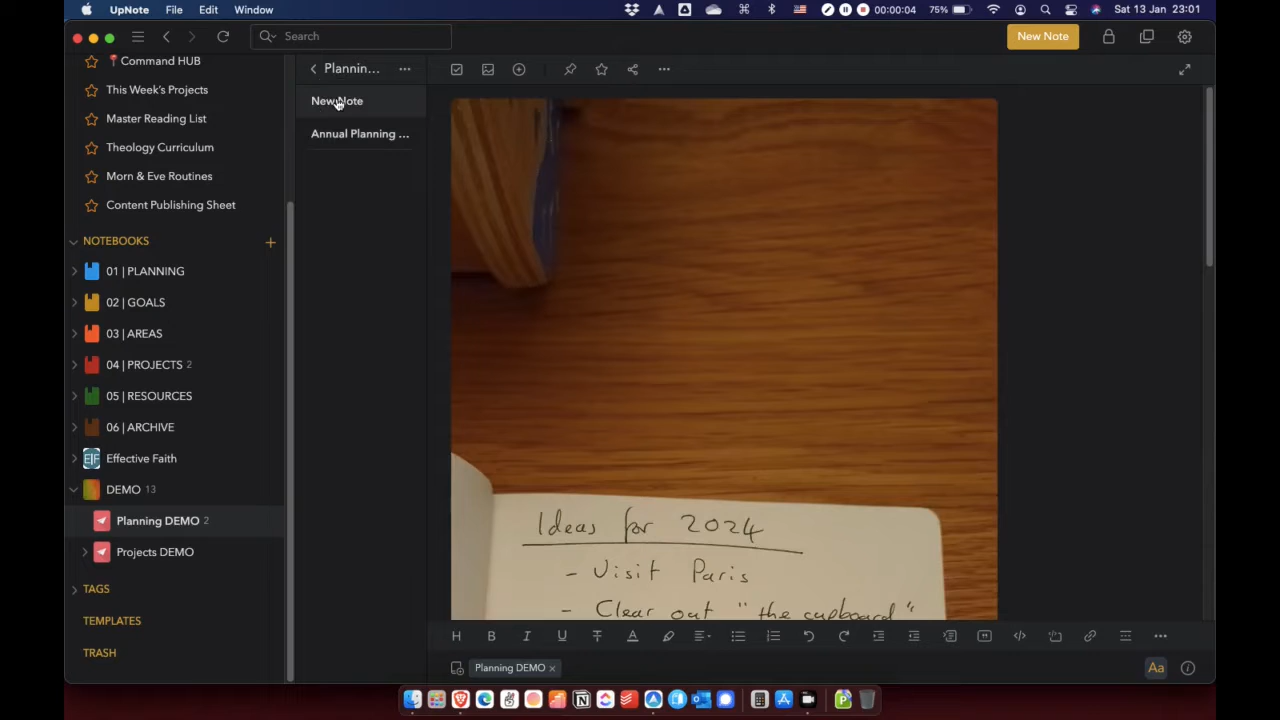 UpNote File Edit Window 00:00:04 75% Sat 13 Jan 23:01
Search
New Note
📍Command HUB
This Week's Projects
Master Reading List
Theology Curriculum
Morn & Eve Routines
Content Publishing Sheet
NOTEBOOKS
01 | PLANNING
02 | GOALS
03 | AREAS
04 | PROJECTS 2
05 | RESOURCES
06 | ARCHIVE
E|F Effective Faith
DEMO 13
Planning DEMO 2
Projects DEMO
TAGS
TEMPLATES
TRASH
Plannin...
New Note
Annual Planning ...
Ideas for 2024
- Visit Paris
- Clear out "the cupboard"
Planning DEMO
Aa